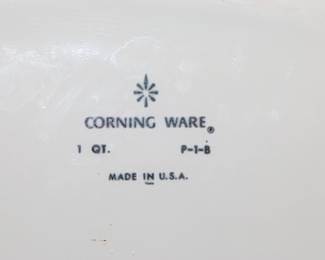 CORNING WARE®
1 QT. P-1-B
MADE IN U.S.A.